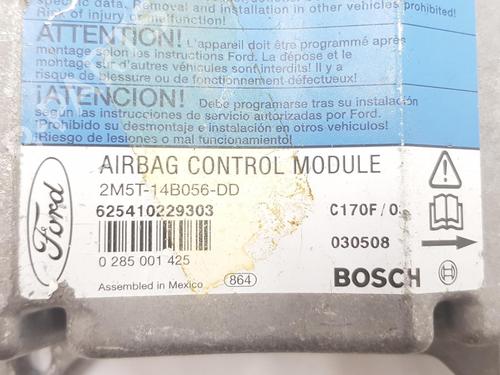 specific data. Removal and installation in other vehicles prohibited!
Risk of injury or malfunction!
ATTENTION! L'appareil doit être programmé après
montage selon les instructions Ford. La dépose et le
montage sur d'autres véhicules sont interdits! Il y a
risque de blessure ou de fonctionnement défectueux!
¡ATENCION! Debe programarse tras su instalación
según las instrucciones de servicio autorizadas por Ford.
¡Prohibido su desmontaje e instalación en otros vehículos!
¡Riesgo de lesiones o mal funcionamiento!
Ford
AIRBAG CONTROL MODULE
2M5T-14B056-DD
625410229303 C170F/0
0 285 001 425 030508
Assembled in Mexico 864 BOSCH